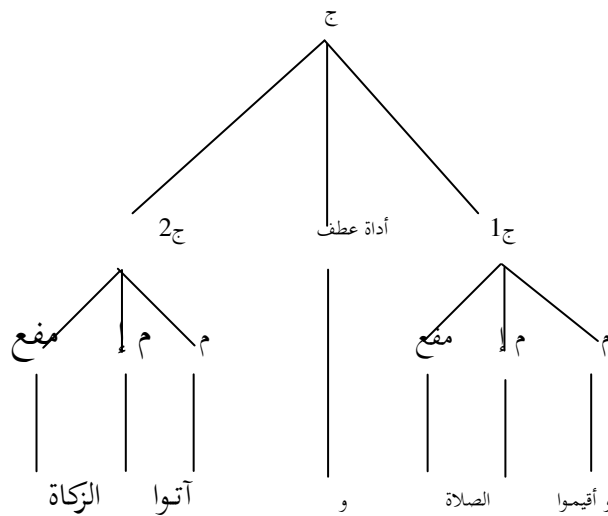 ج
ج1 أداة عطف ج2
م م إ مفع م م إ مفع
و أقيموا الصلاة و آتوا الزكاة